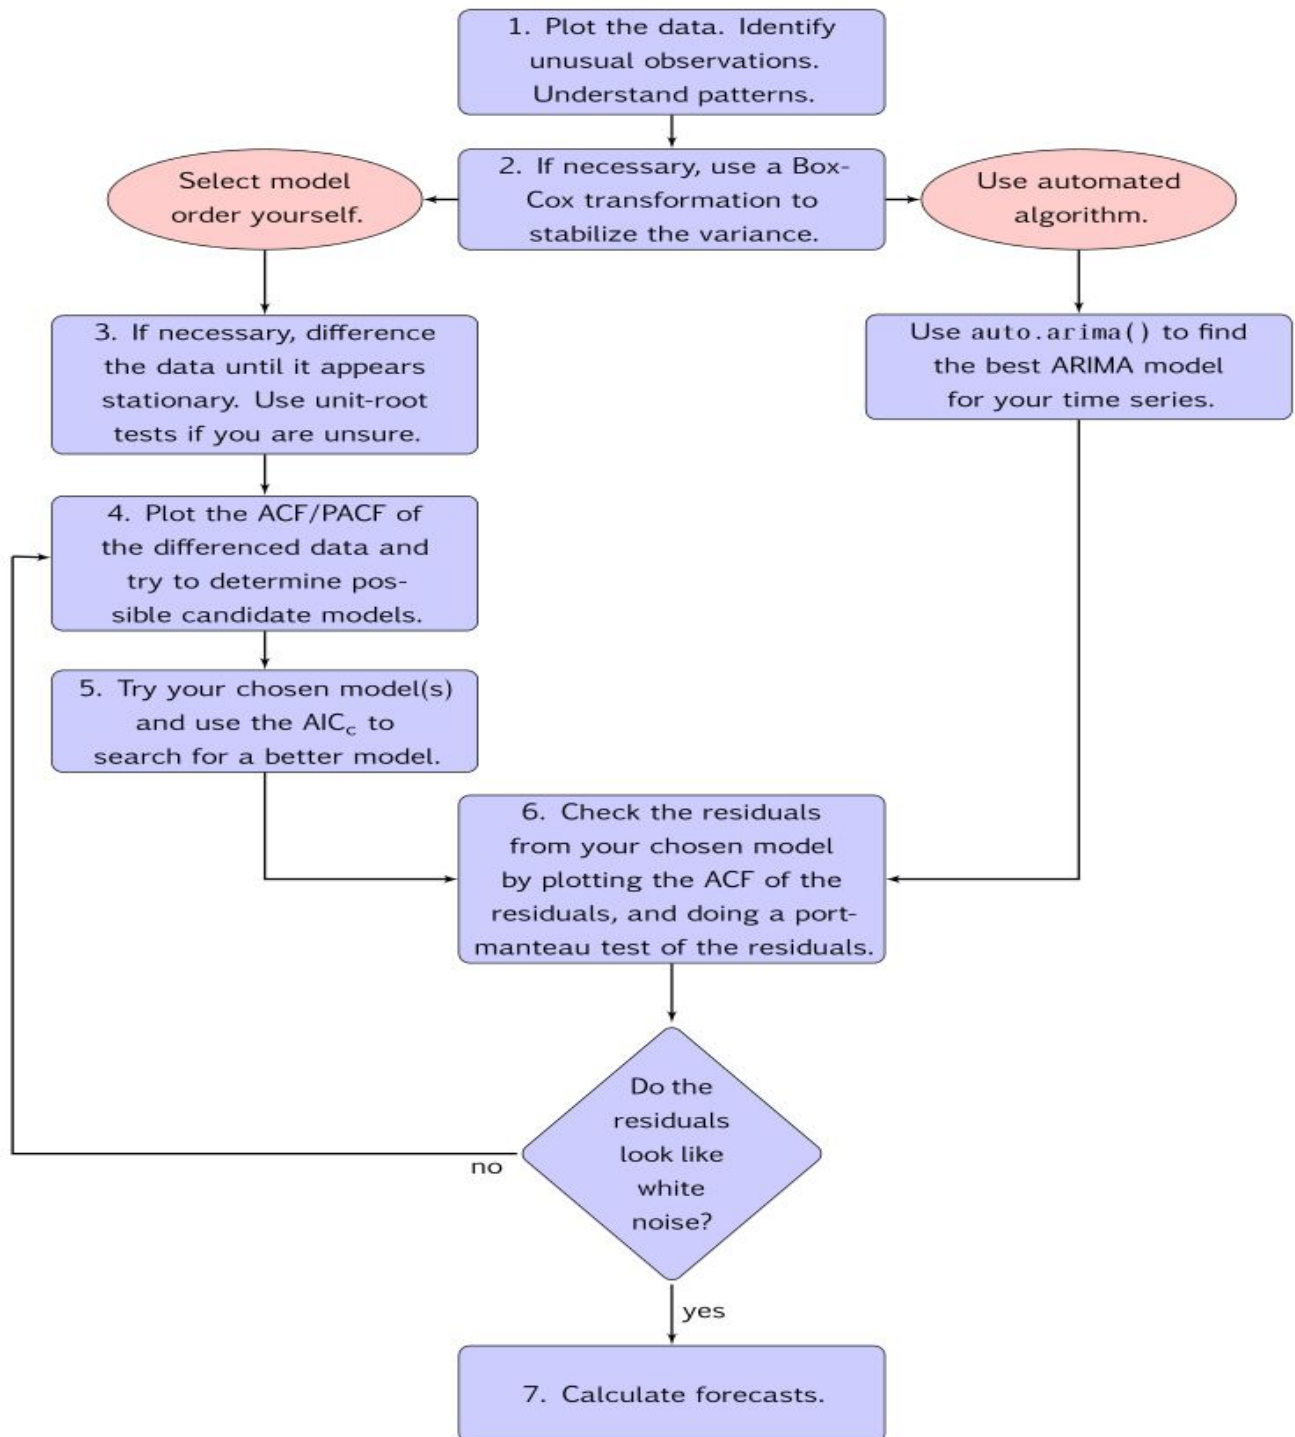 1. Plot the data. Identify
unusual observations.
Understand patterns.
Select model
order yourself.
2. If necessary, use a Box-
Cox transformation to
stabilize the variance.
Use automated
algorithm.
3. If necessary, difference
the data until it appears
stationary. Use unit-root
tests if you are unsure.
Use auto.arima() to find
the best ARIMA model
for your time series.
4. Plot the ACF/PACF of
the differenced data and
try to determine pos-
sible candidate models.
5. Try your chosen model(s)
and use the AICc to
search for a better model.
6. Check the residuals
from your chosen model
by plotting the ACF of the
residuals, and doing a port-
manteau test of the residuals.
Do the
residuals
look like
white
noise?
no
yes
7. Calculate forecasts.